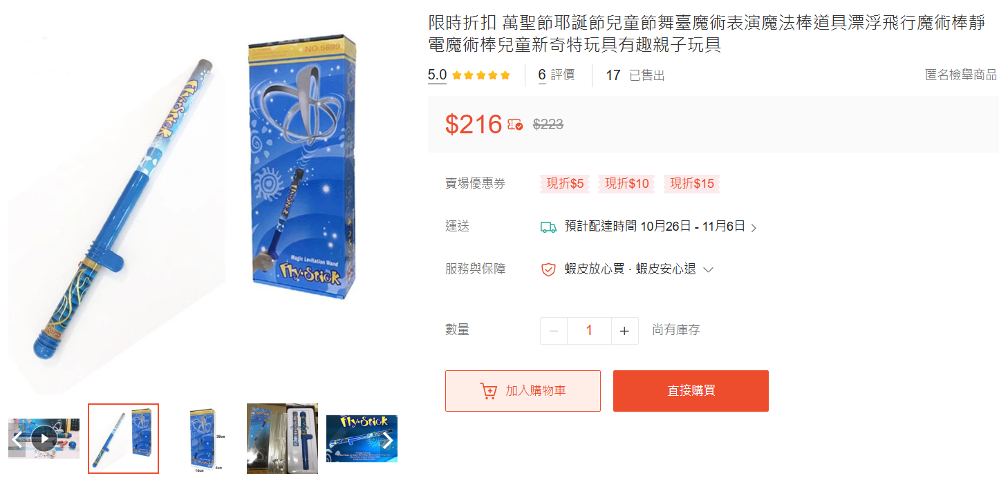 限時折扣 萬聖節耶誕節兒童節舞臺魔術表演魔法棒道具漂浮飛行魔術棒靜
電魔術棒兒童新奇特玩具有趣親子玩具
5.0
6 評價
17 已售出
匿名檢舉商品
$216 $223
賣場優惠券 現折$5 現折$10 現折$15
運送 預計配達時間 10月26日 - 11月6日
服務與保障 蝦皮放心買 · 蝦皮安心退
數量 1 尚有庫存
加入購物車 直接購買
Fly·Stick
NO.5699
Magic Levitation Wand
Fly·Stick
38cm
16cm
6cm
Fly·Stick